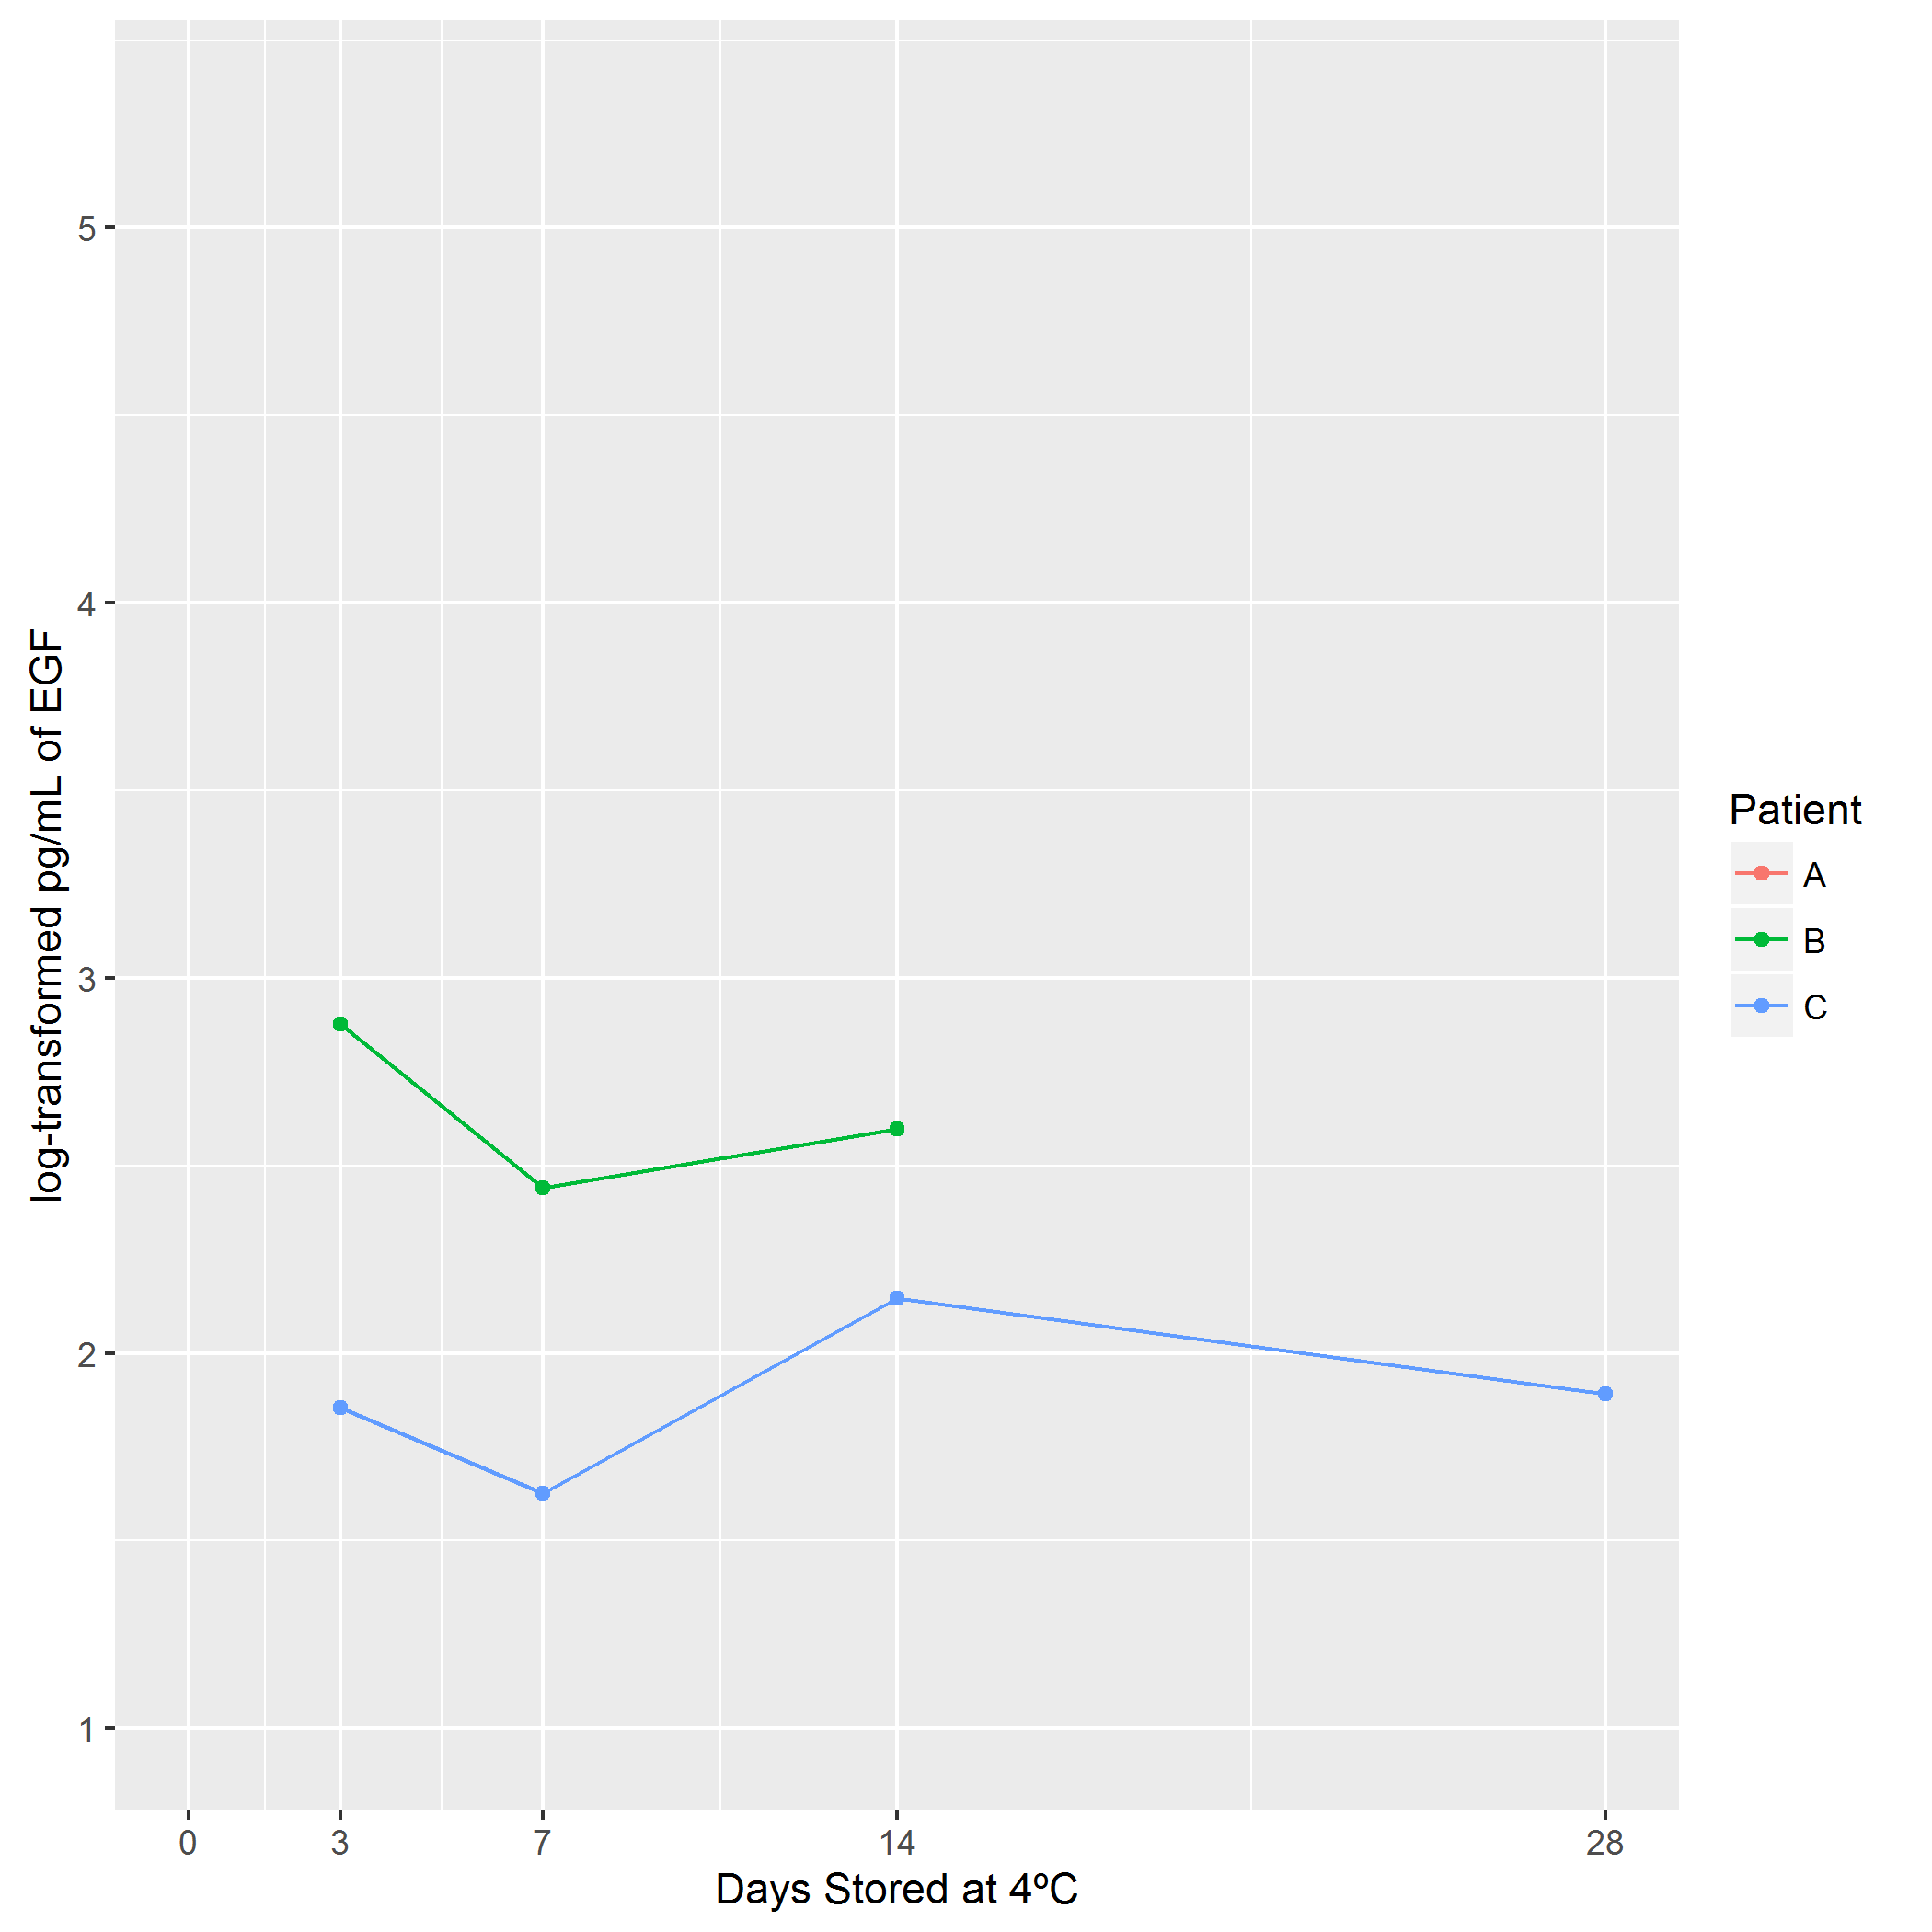 log-transformed pg/mL of EGF
5
4
3
2
1
0 3 7 14 28
Days Stored at 4ºC
Patient
A
B
C